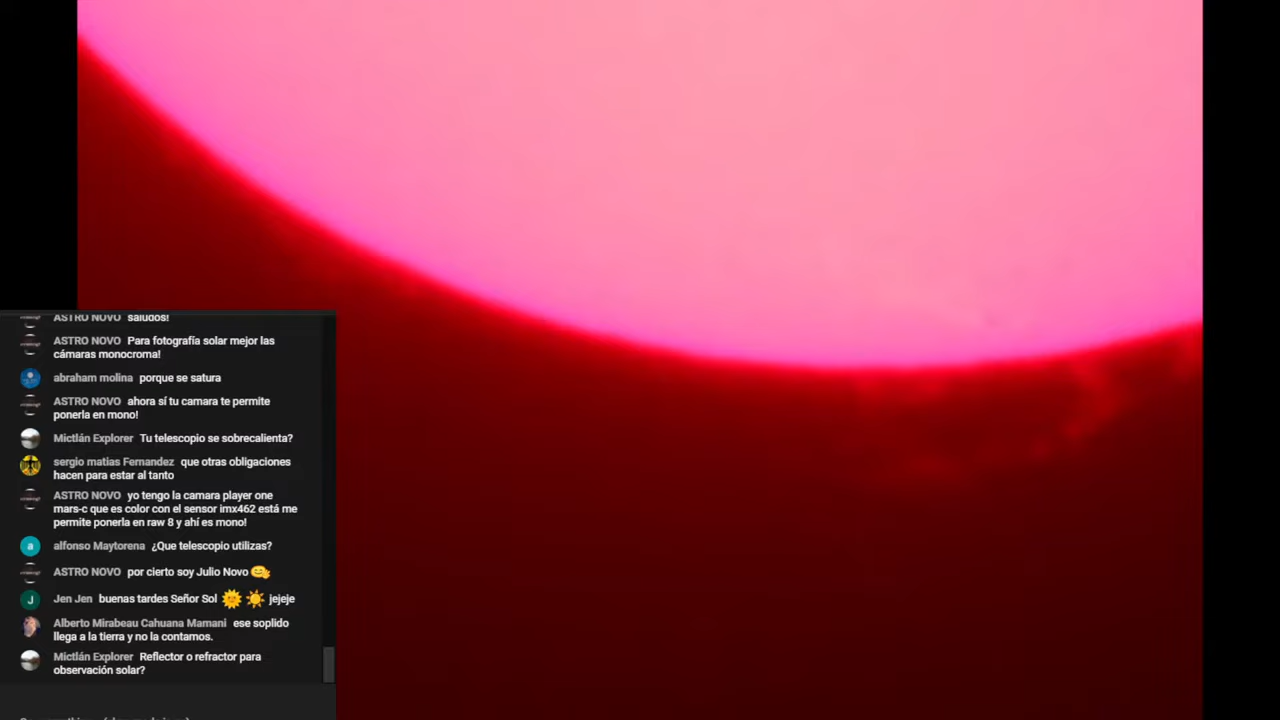 ASTRO NOVO saludos!
ASTRO NOVO Para fotografía solar mejor las
cámaras monocroma!
abraham molina porque se satura
ASTRO NOVO ahora sí tu camara te permite
ponerla en mono!
Mictlán Explorer Tu telescopio se sobrecalienta?
sergio matias Fernandez que otras obligaciones
hacen para estar al tanto
ASTRO NOVO yo tengo la camara player one
mars-c que es color con el sensor imx462 está me
permite ponerla en raw 8 y ahí es mono!
a
alfonso Maytorena ¿Que telescopio utilizas?
ASTRO NOVO por cierto soy Julio Novo
J
Jen Jen buenas tardes Señor Sol 🌞 ☀️ jejeje
Alberto Mirabeau Cahuana Mamani ese soplido
llega a la tierra y no la contamos.
Mictlán Explorer Reflector o refractor para
observación solar?